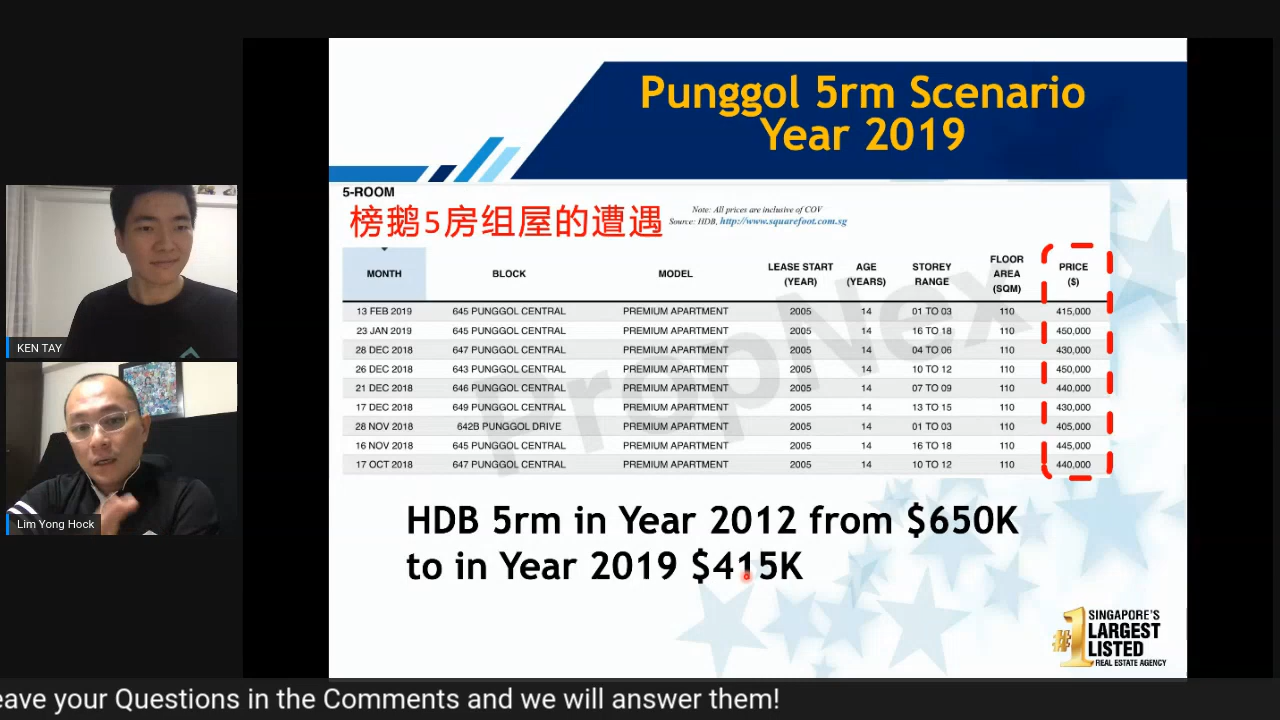 Punggol 5rm Scenario
Year 2019
5-ROOM
榜鹅5房组屋的遭遇
Note: All prices are inclusive of COV
Source: HDB, http://www.squarefoot.com.sg
MONTH BLOCK MODEL LEASE START (YEAR) AGE (YEARS) STOREY RANGE FLOOR AREA (SQM) PRICE ($)
13 FEB 2019 645 PUNGGOL CENTRAL PREMIUM APARTMENT 2005 14 01 TO 03 110 415,000
23 JAN 2019 645 PUNGGOL CENTRAL PREMIUM APARTMENT 2005 14 16 TO 18 110 450,000
28 DEC 2018 647 PUNGGOL CENTRAL PREMIUM APARTMENT 2005 14 04 TO 06 110 430,000
26 DEC 2018 643 PUNGGOL CENTRAL PREMIUM APARTMENT 2005 14 10 TO 12 110 450,000
21 DEC 2018 646 PUNGGOL CENTRAL PREMIUM APARTMENT 2005 14 07 TO 09 110 440,000
17 DEC 2018 649 PUNGGOL CENTRAL PREMIUM APARTMENT 2005 14 13 TO 15 110 430,000
28 NOV 2018 642B PUNGGOL DRIVE PREMIUM APARTMENT 2005 14 01 TO 03 110 405,000
16 NOV 2018 645 PUNGGOL CENTRAL PREMIUM APARTMENT 2005 14 16 TO 18 110 445,000
17 OCT 2018 647 PUNGGOL CENTRAL PREMIUM APARTMENT 2005 14 10 TO 12 110 440,000
PropNex
KEN TAY
Lim Yong Hock
HDB 5rm in Year 2012 from $650K
to in Year 2019 $415K
#1 SINGAPORE'S
LARGEST
LISTED
REAL ESTATE AGENCY
eave your Questions in the Comments and we will answer them!